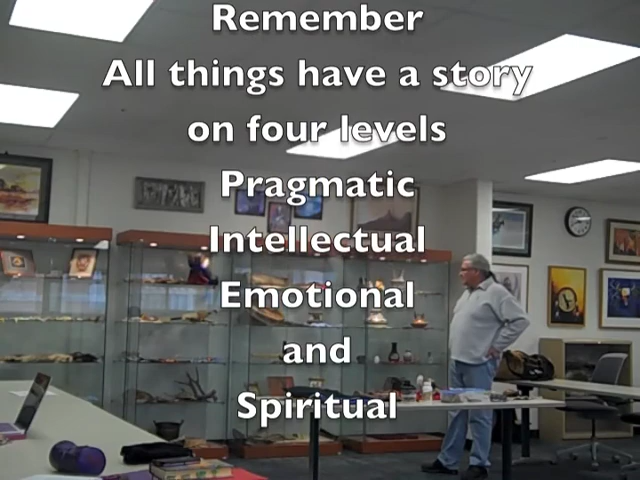 Remember
All things have a story
on four levels
Pragmatic
Intellectual
Emotional
and
Spiritual